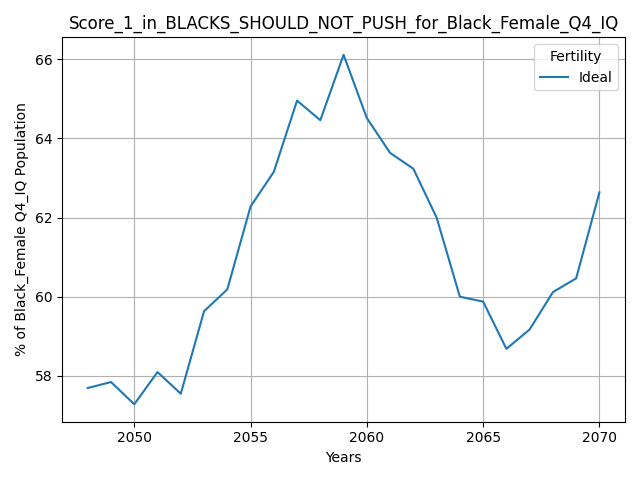 Score_1_in_BLACKS_SHOULD_NOT_PUSH_for_Black_Female_Q4_IQ
Fertility
Ideal
% of Black_Female Q4_IQ Population
66
64
62
60
58
2050
2055
2060
2065
2070
Years